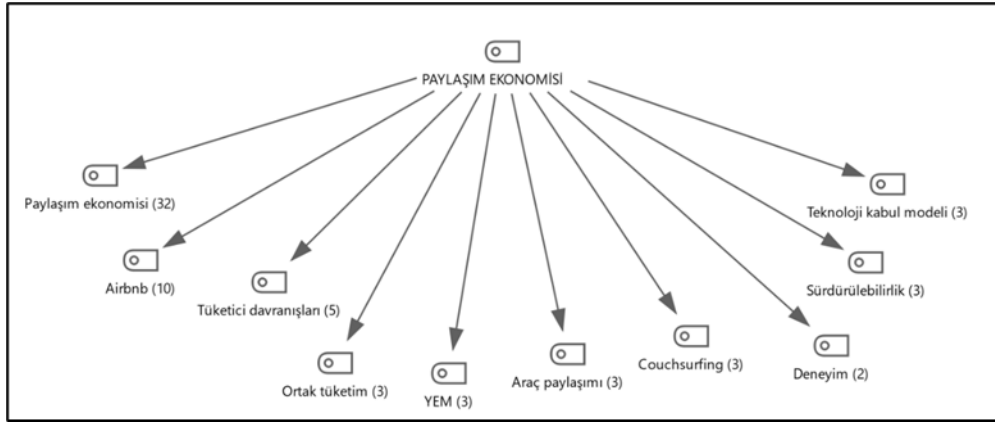 PAYLAŞIM EKONOMİSİ
Paylaşım ekonomisi (32)
Airbnb (10)
Tüketici davranışları (5)
Ortak tüketim (3)
YEM (3)
Araç paylaşımı (3)
Couchsurfing (3)
Deneyim (2)
Sürdürülebilirlik (3)
Teknoloji kabul modeli (3)